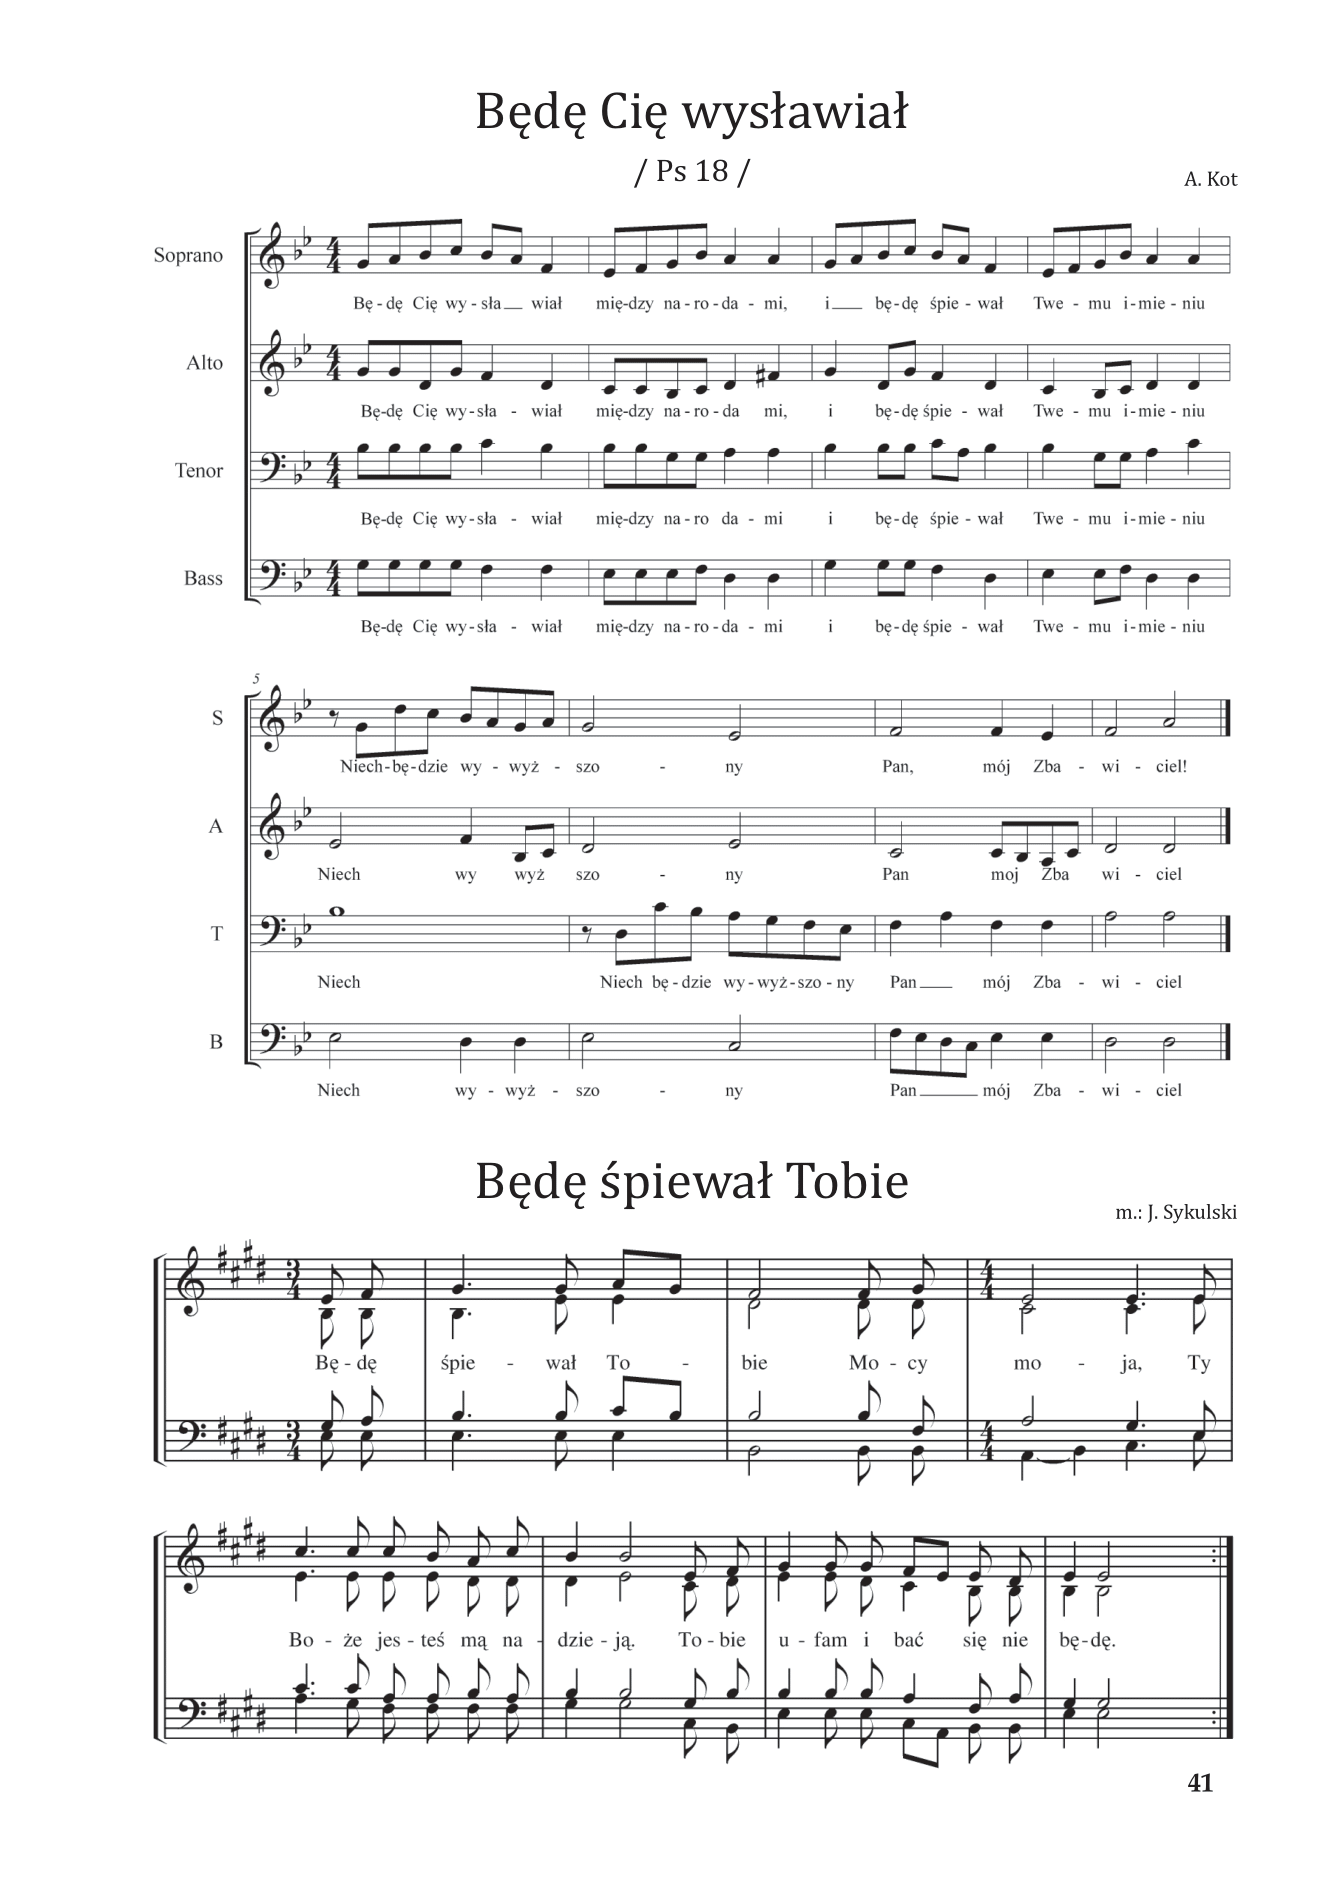 Będę Cię wysławiał
/ Ps 18 /
A. Kot
Soprano
Bę - dę Cię wy - sła __ wiał mię-dzy na - ro - da - mi, i __ bę - dę śpie - wał Twe - mu i-mie - niu
Alto
Bę-dę Cię wy-sła - wiał mię-dzy na - ro - da mi, i bę - dę śpie - wał Twe - mu i-mie - niu
Tenor
Bę-dę Cię wy-sła - wiał mię-dzy na - ro da - mi i bę - dę śpie - wał Twe - mu i-mie - niu
Bass
Bę-dę Cię wy-sła - wiał mię-dzy na - ro - da - mi i bę - dę śpie - wał Twe - mu i-mie - niu
5
S
Niech-bę-dzie wy - wyż - szo - ny Pan, mój Zba - wi - ciel!
A
Niech wy wyż szo - ny Pan moj Zba wi - ciel
T
Niech Niech bę - dzie wy-wyż-szo - ny Pan __ mój Zba - wi - ciel
B
Niech wy - wyż - szo - ny Pan __ mój Zba - wi - ciel
Będę śpiewał Tobie
m.: J. Sykulski
Bę - dę śpie - wał To - bie Mo - cy mo - ja, Ty
Bo - że jes - teś mą na - dzie - ją. To - bie u - fam i bać się nie bę - dę.
41